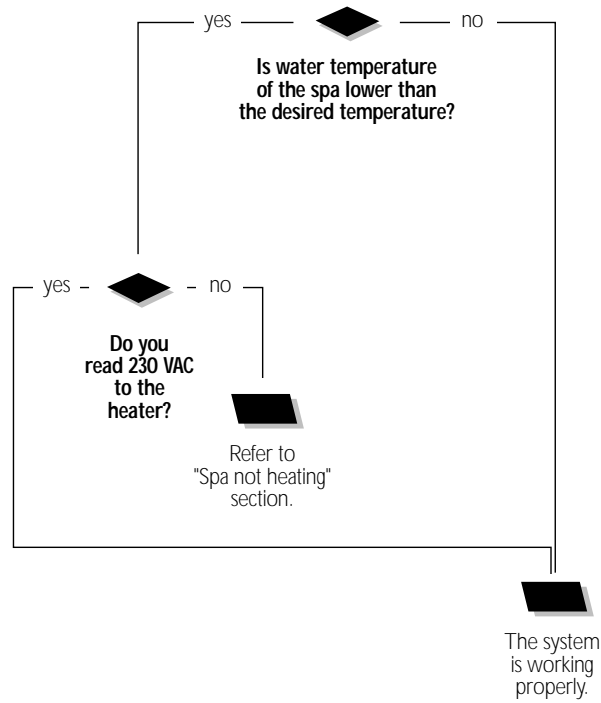 yes
no
Is water temperature
of the spa lower than
the desired temperature?
yes
no
Do you
read 230 VAC
to the
heater?
Refer to
"Spa not heating"
section.
The system
is working
properly.